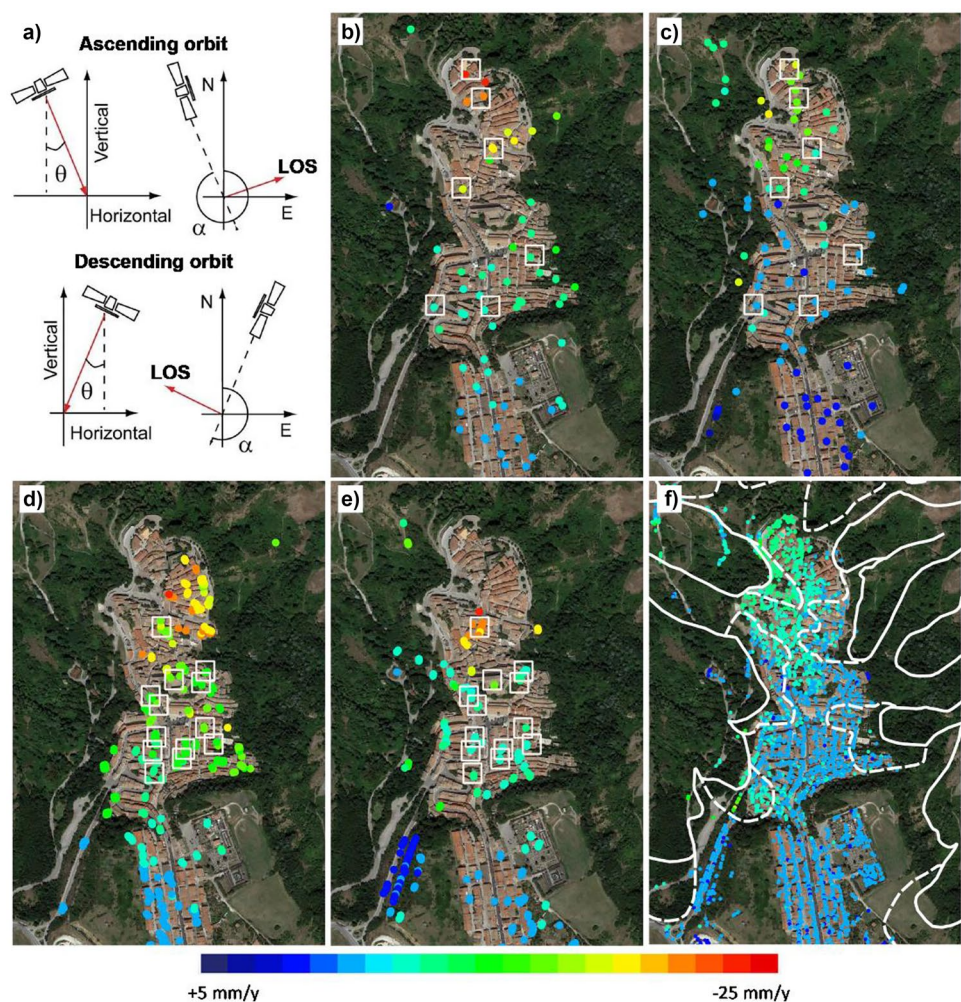 a)
Ascending orbit
Vertical
θ
Horizontal
N
LOS
E
α
Descending orbit
Vertical
θ
Horizontal
N
LOS
E
α
b)
c)
d)
e)
f)
+5 mm/y
-25 mm/y